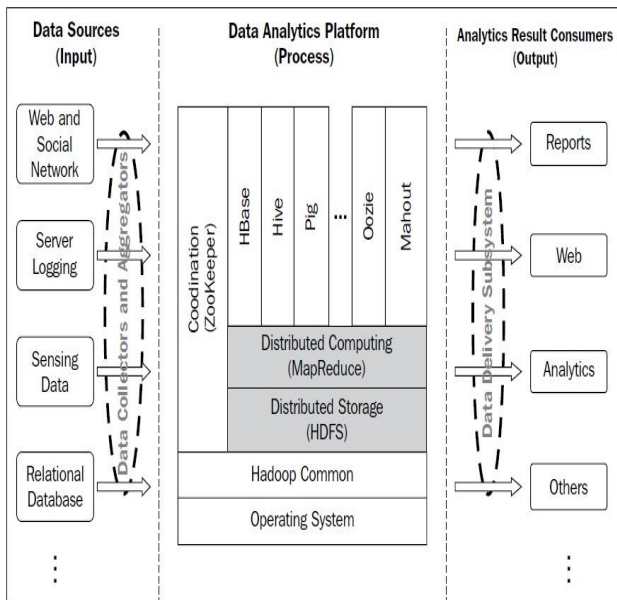 Data Sources
(Input)
Data Analytics Platform
(Process)
Analytics Result Consumers
(Output)
Web and
Social
Network
Server
Logging
Sensing
Data
Relational
Database
⋮
Data Collectors and Aggregators
Coodination
(ZooKeeper)
HBase
Hive
Pig
...
Oozie
Mahout
Distributed Computing
(MapReduce)
Distributed Storage
(HDFS)
Hadoop Common
Operating System
Data Delivery Subsystem
Reports
Web
Analytics
Others
⋮